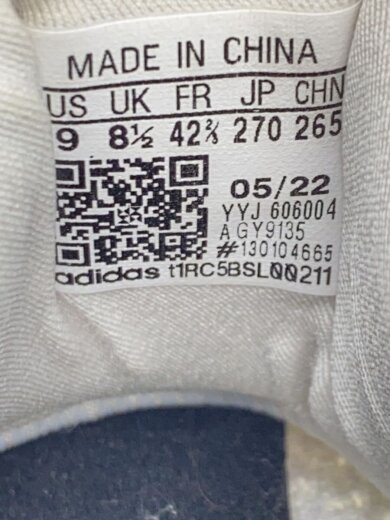 MADE IN CHINA
US UK FR JP CHN
9 8½ 42⅔ 270 265
05/22
YYJ 606004
A GY9135
#130104665
adidas t1RC5BSL00211